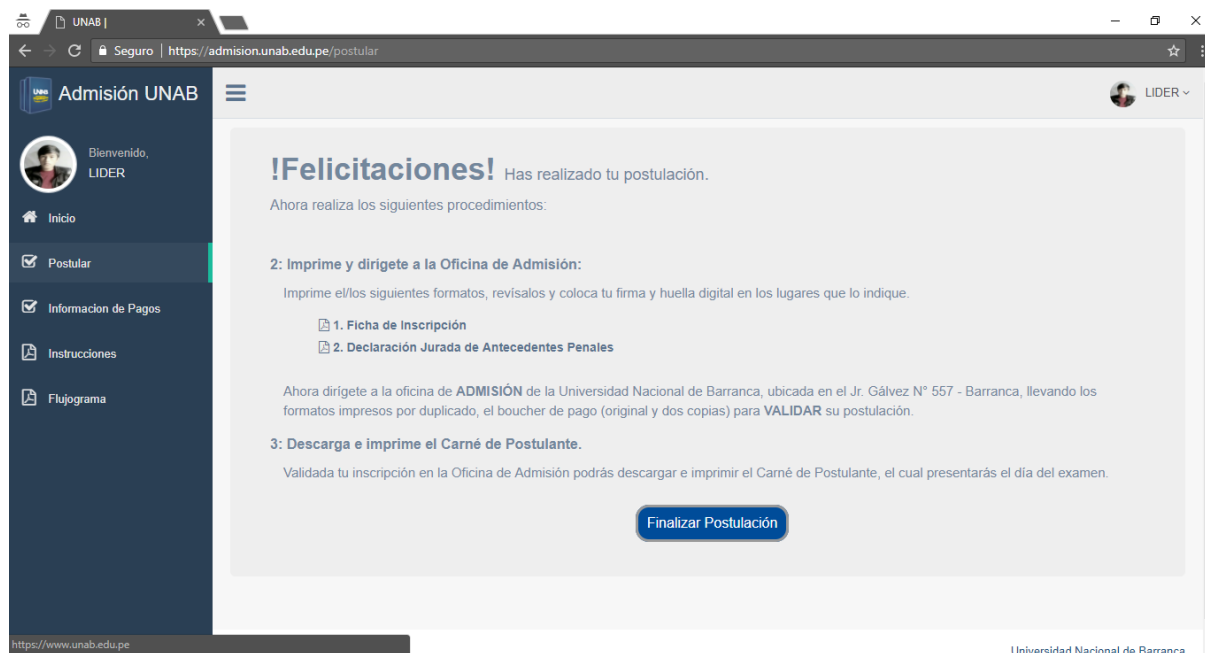 UNAB |
Seguro | https://admision.unab.edu.pe/postular
Admisión UNAB
LIDER
Bienvenido,
LIDER
Inicio
Postular
Informacion de Pagos
Instrucciones
Flujograma
!Felicitaciones! Has realizado tu postulación.
Ahora realiza los siguientes procedimientos:
2: Imprime y dirígete a la Oficina de Admisión:
Imprime el/los siguientes formatos, revísalos y coloca tu firma y huella digital en los lugares que lo indique.
1. Ficha de Inscripción
2. Declaración Jurada de Antecedentes Penales
Ahora dirígete a la oficina de ADMISIÓN de la Universidad Nacional de Barranca, ubicada en el Jr. Gálvez N° 557 - Barranca, llevando los
formatos impresos por duplicado, el boucher de pago (original y dos copias) para VALIDAR su postulación.
3: Descarga e imprime el Carné de Postulante.
Validada tu inscripción en la Oficina de Admisión podrás descargar e imprimir el Carné de Postulante, el cual presentarás el día del examen.
Finalizar Postulación
https://www.unab.edu.pe
Universidad Nacional de Barranca